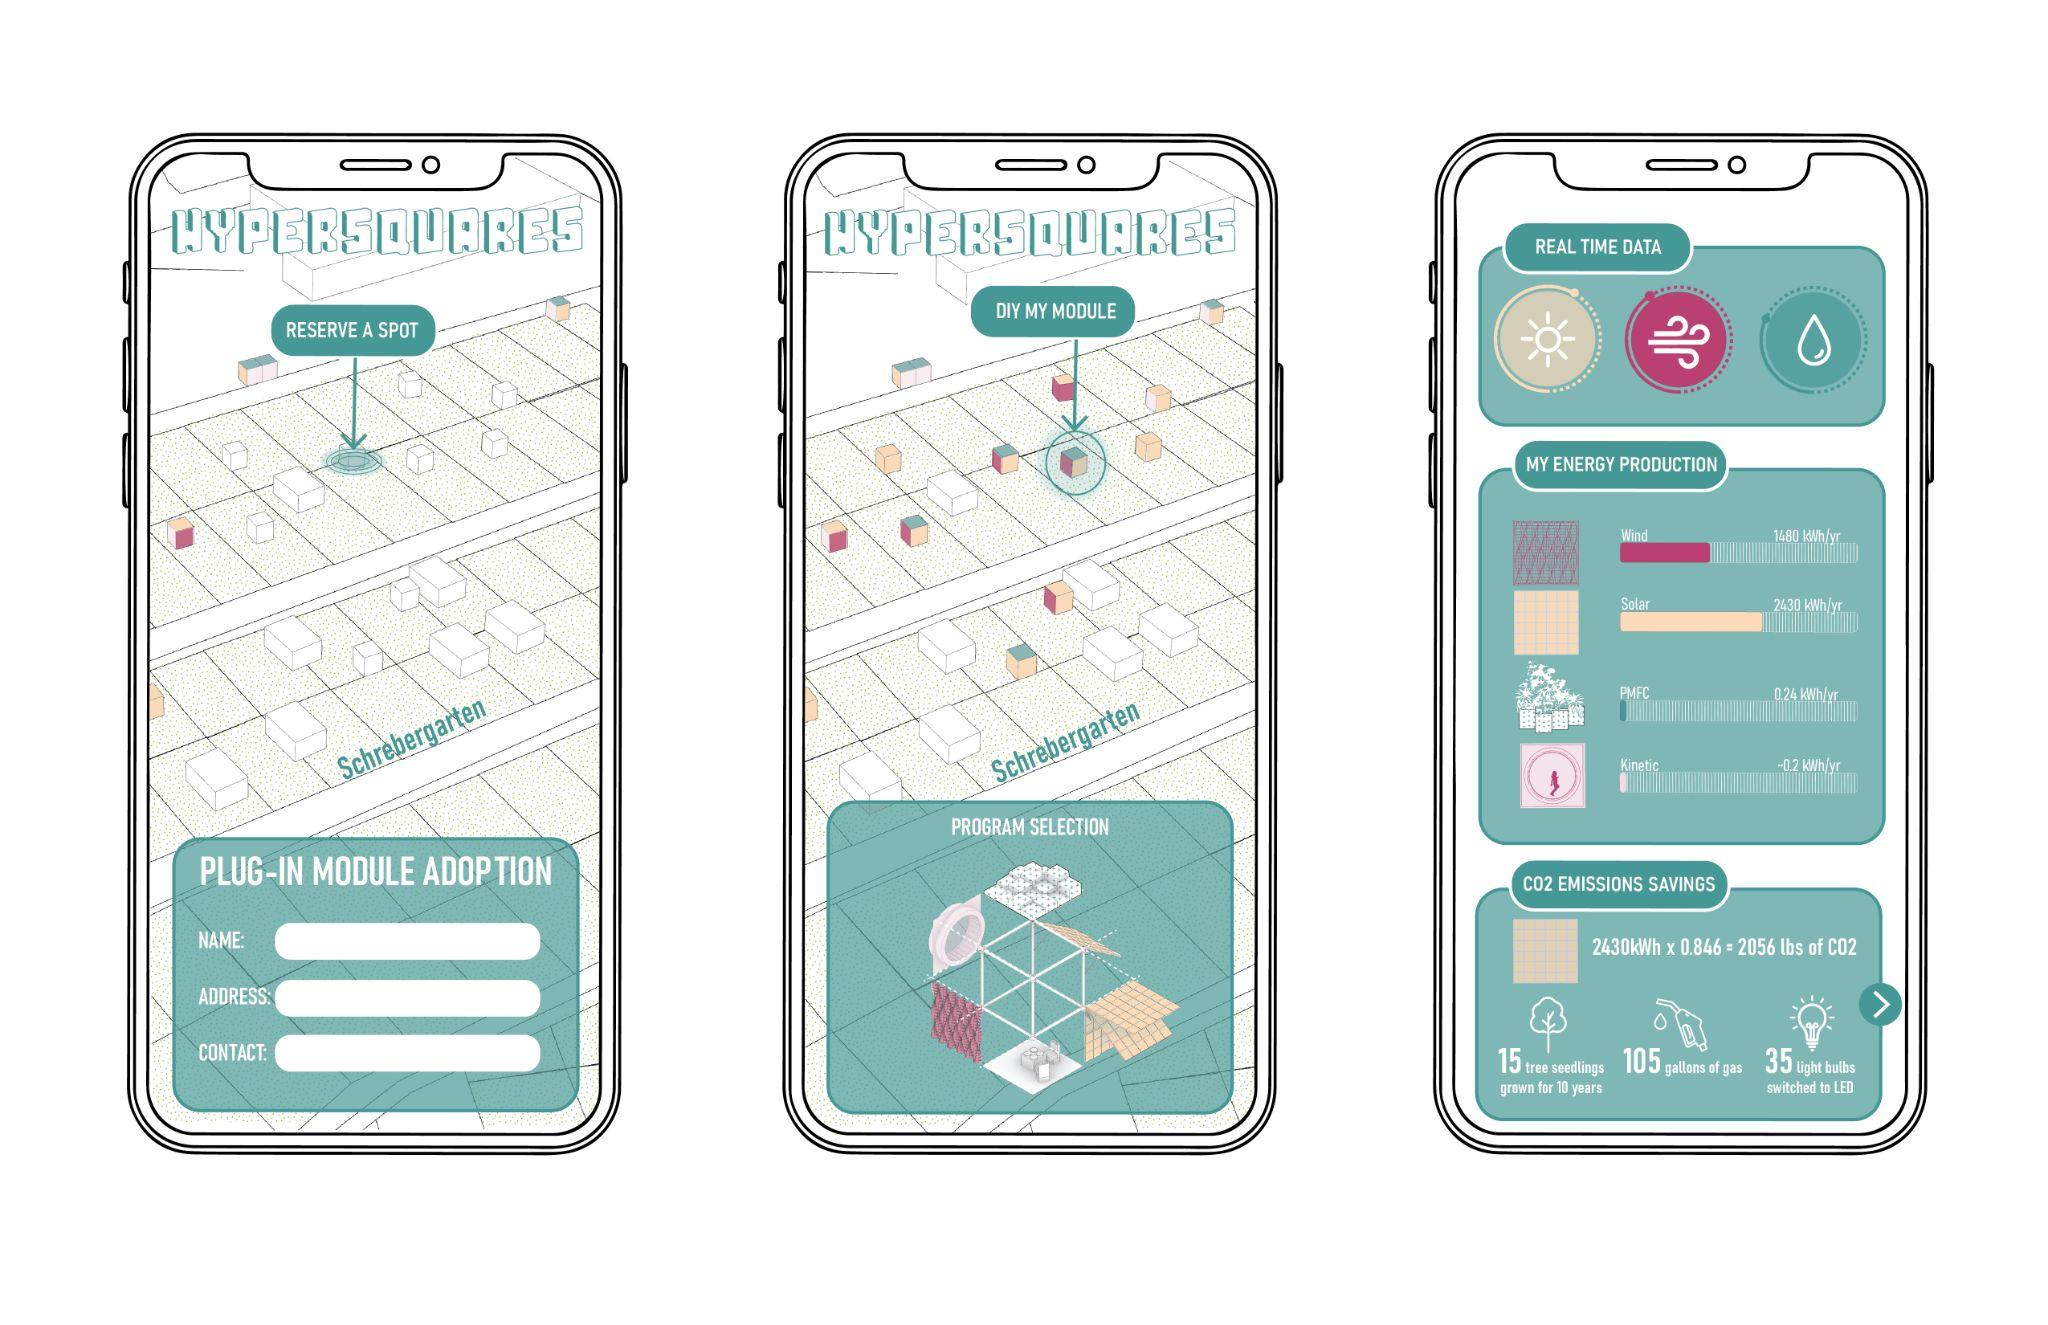 HYPERSQUARES
RESERVE A SPOT
Schrebergarten
PLUG-IN MODULE ADOPTION
NAME:
ADDRESS:
CONTACT:
HYPERSQUARES
DIY MY MODULE
Schrebergarten
PROGRAM SELECTION
REAL TIME DATA
MY ENERGY PRODUCTION
Wind 1480 kWh/yr
Solar 2430 kWh/yr
PMFC 0.24 kWh/yr
Kinetic ~0.2 kWh/yr
CO2 EMISSIONS SAVINGS
2430kWh x 0.846 = 2056 lbs of CO2
15 tree seedlings
grown for 10 years
105 gallons of gas
35 light bulbs
switched to LED